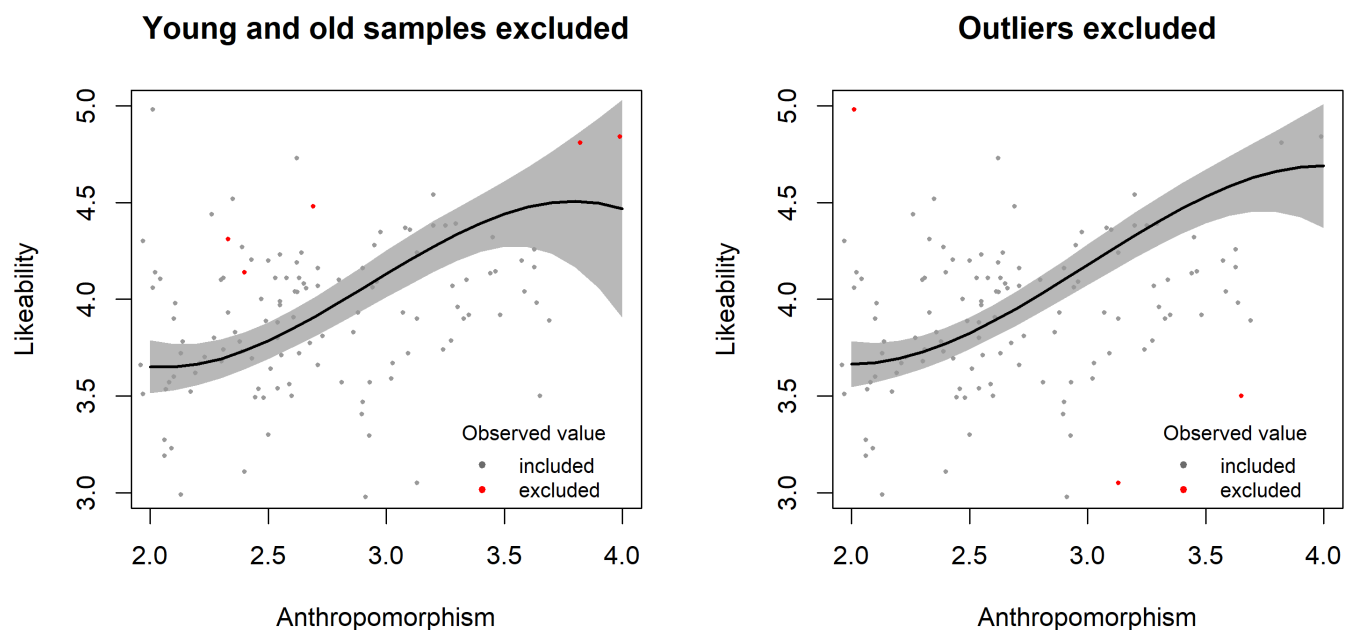 Young and old samples excluded
Likeability
5.0
4.5
4.0
3.5
3.0
Observed value
included
excluded
2.0 2.5 3.0 3.5 4.0
Anthropomorphism
Outliers excluded
Likeability
5.0
4.5
4.0
3.5
3.0
Observed value
included
excluded
2.0 2.5 3.0 3.5 4.0
Anthropomorphism